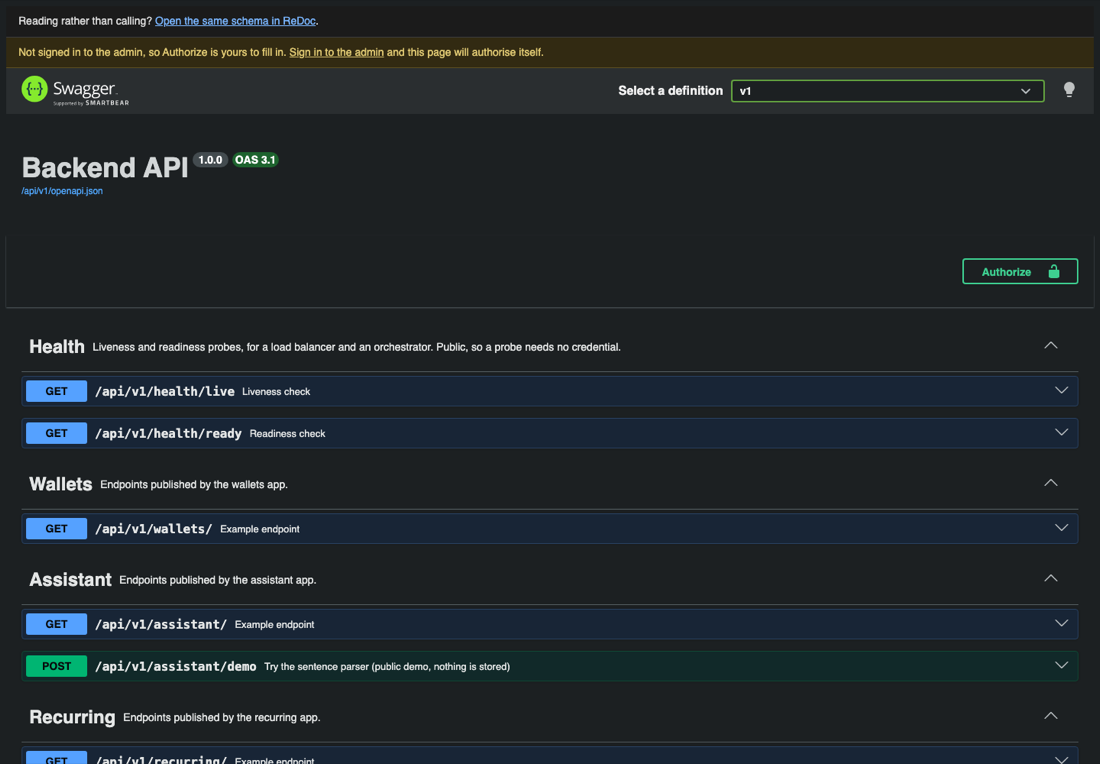 Reading rather than calling? Open the same schema in ReDoc.
Not signed in to the admin, so Authorize is yours to fill in. Sign in to the admin and this page will authorise itself.
Swagger.
Supported by SMARTBEAR
Select a definition
v1
Backend API 1.0.0 OAS 3.1
/api/v1/openapi.json
Authorize
Health Liveness and readiness probes, for a load balancer and an orchestrator. Public, so a probe needs no credential.
GET /api/v1/health/live Liveness check
GET /api/v1/health/ready Readiness check
Wallets Endpoints published by the wallets app.
GET /api/v1/wallets/ Example endpoint
Assistant Endpoints published by the assistant app.
GET /api/v1/assistant/ Example endpoint
POST /api/v1/assistant/demo Try the sentence parser (public demo, nothing is stored)
Recurring Endpoints published by the recurring app.
GET /api/v1/recurring/ Example endpoint